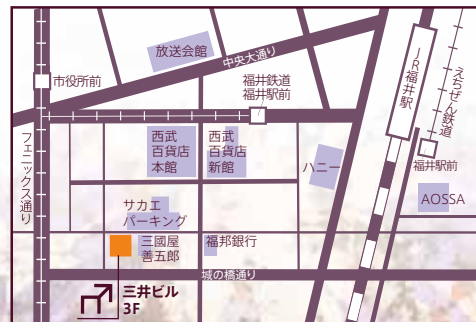 放送会館
中央大通り
JR福井駅
えちぜん鉄道
市役所前
福井鉄道
福井駅前
フェニックス通り
西武
百貨店
本館
西武
百貨店
新館
ハニー
福井駅前
AOSSA
サカエ
パーキング
三國屋
善五郎
福邦銀行
城の橋通り
三井ビル
3F